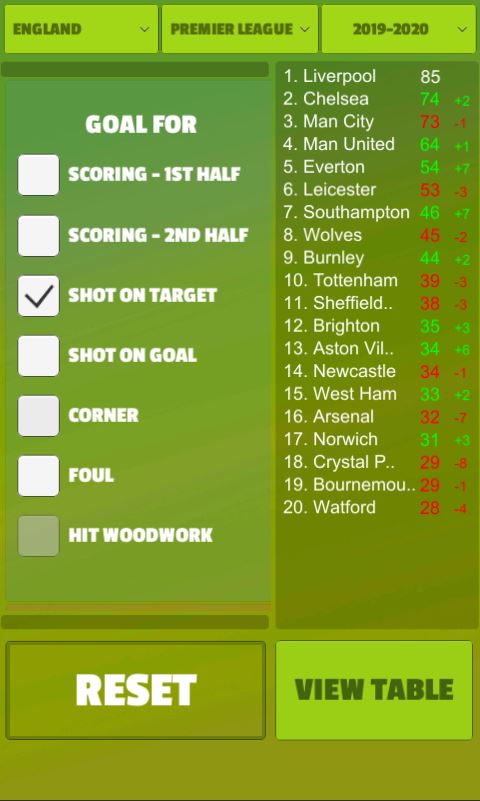 ENGLAND
PREMIER LEAGUE
2019-2020
GOAL FOR
SCORING - 1ST HALF
SCORING - 2ND HALF
SHOT ON TARGET
SHOT ON GOAL
CORNER
FOUL
HIT WOODWORK
1. Liverpool 85
2. Chelsea 74 +2
3. Man City 73 -1
4. Man United 64 +1
5. Everton 54 +7
6. Leicester 53 -3
7. Southampton 46 +7
8. Wolves 45 -2
9. Burnley 44 +2
10. Tottenham 39 -3
11. Sheffield.. 38 -3
12. Brighton 35 +3
13. Aston Vil.. 34 +6
14. Newcastle 34 -1
15. West Ham 33 +2
16. Arsenal 32 -7
17. Norwich 31 +3
18. Crystal P.. 29 -8
19. Bournemou.. 29 -1
20. Watford 28 -4
RESET
VIEW TABLE